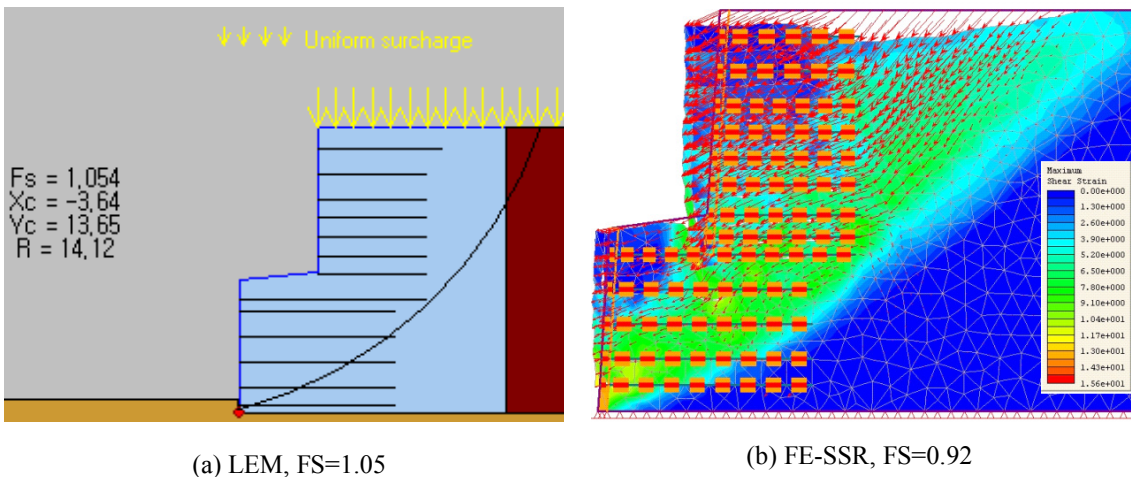 Uniform surcharge
Fs = 1,054
Xc = -3,64
Yc = 13,65
R = 14,12
(a) LEM, FS=1.05
Maximum
Shear Strain
0.00e+000
1.30e+000
2.60e+000
3.90e+000
5.20e+000
6.50e+000
7.80e+000
9.10e+000
1.04e+001
1.17e+001
1.30e+001
1.43e+001
1.56e+001
(b) FE-SSR, FS=0.92